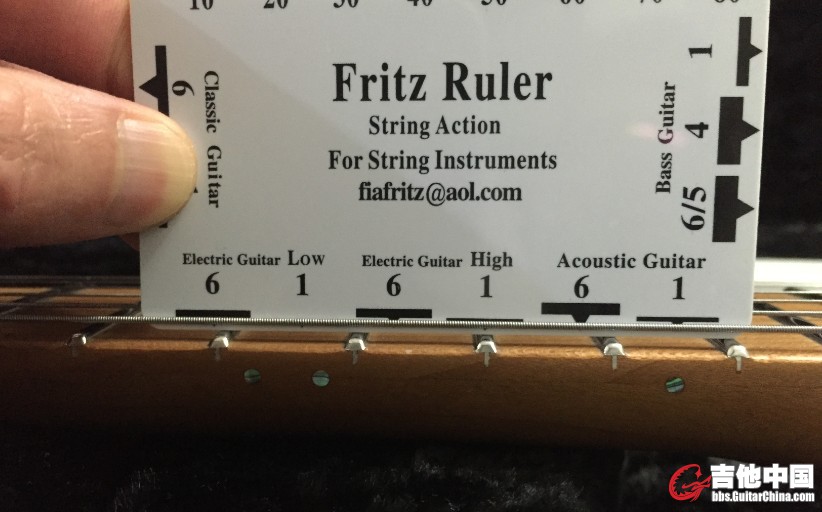 10 20 30 40 50 60 70 80
Fritz Ruler
String Action
For String Instruments
fiafritz@aol.com
Classic Guitar
6
Bass Guitar
1
4
6/5
Electric Guitar Low
6 1
Electric Guitar High
6 1
Acoustic Guitar
6 1
吉他中国
bbs.GuitarChina.com